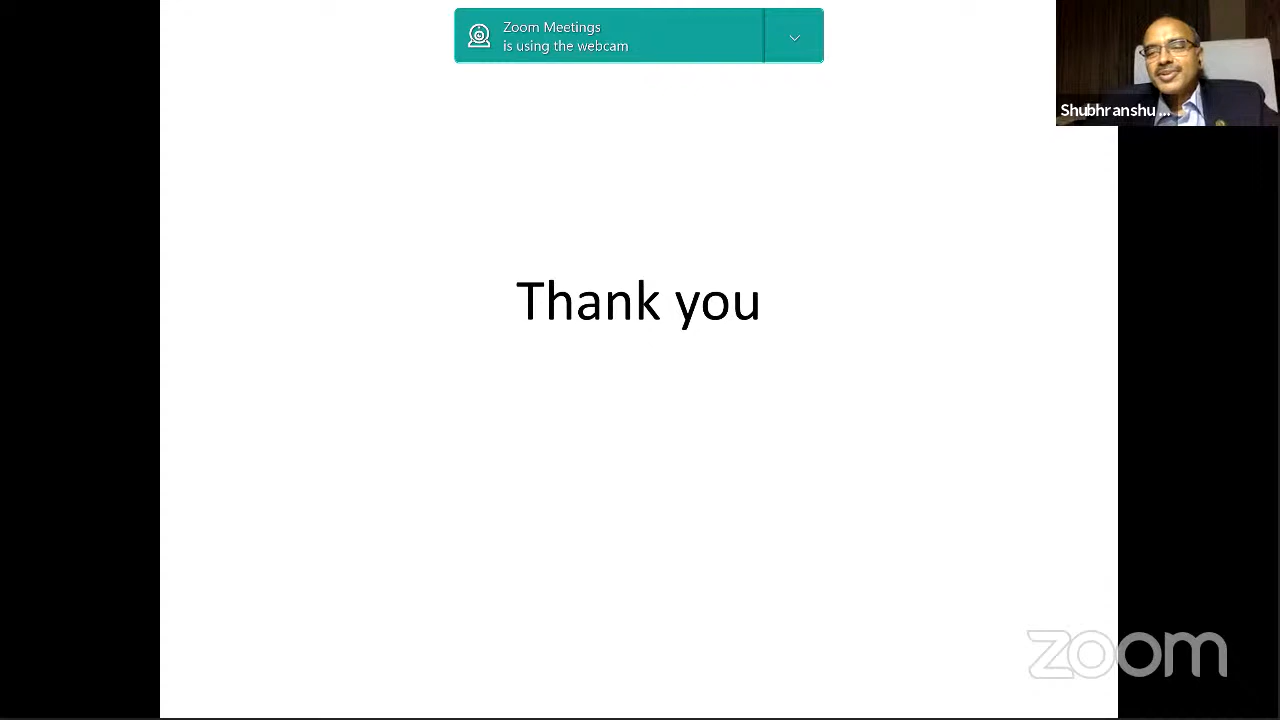 Zoom Meetings
is using the webcam
Shubhranshu ...
Thank you
zoom